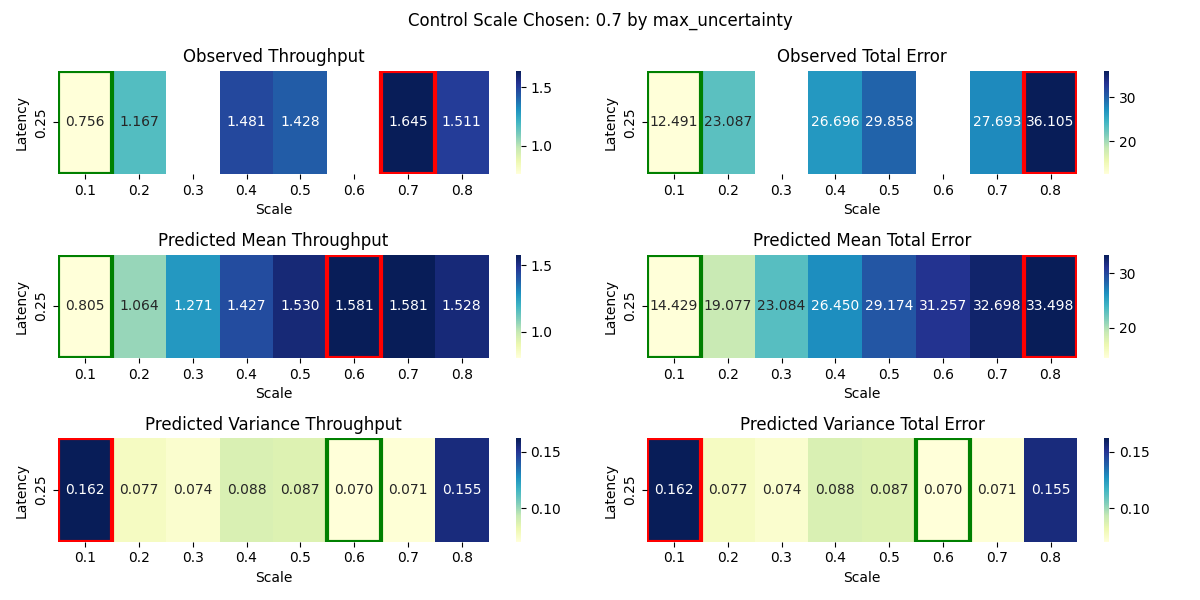 Control Scale Chosen: 0.7 by max_uncertainty
Observed Throughput
Latency
0.25
0.756 1.167 1.481 1.428 1.645 1.511
0.1 0.2 0.3 0.4 0.5 0.6 0.7 0.8
Scale
1.5
1.0
Observed Total Error
Latency
0.25
12.491 23.087 26.696 29.858 27.693 36.105
0.1 0.2 0.3 0.4 0.5 0.6 0.7 0.8
Scale
30
20
Predicted Mean Throughput
Latency
0.25
0.805 1.064 1.271 1.427 1.530 1.581 1.581 1.528
0.1 0.2 0.3 0.4 0.5 0.6 0.7 0.8
Scale
1.5
1.0
Predicted Mean Total Error
Latency
0.25
14.429 19.077 23.084 26.450 29.174 31.257 32.698 33.498
0.1 0.2 0.3 0.4 0.5 0.6 0.7 0.8
Scale
30
20
Predicted Variance Throughput
Latency
0.25
0.162 0.077 0.074 0.088 0.087 0.070 0.071 0.155
0.1 0.2 0.3 0.4 0.5 0.6 0.7 0.8
Scale
0.15
0.10
Predicted Variance Total Error
Latency
0.25
0.162 0.077 0.074 0.088 0.087 0.070 0.071 0.155
0.1 0.2 0.3 0.4 0.5 0.6 0.7 0.8
Scale
0.15
0.10